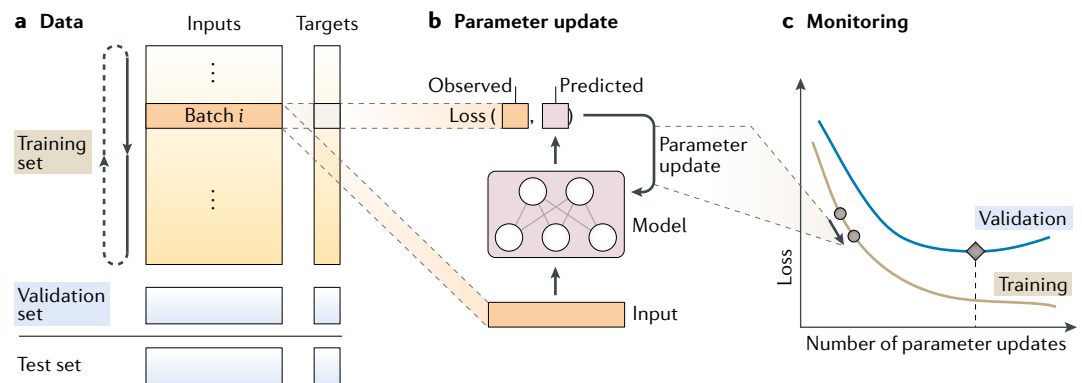 a Data
Inputs
Targets
⋮
Batch i
Training
set
⋮
Validation
set
Test set
b Parameter update
Observed
Predicted
Loss ( , )
Parameter
update
Model
Input
c Monitoring
Loss
Validation
Training
Number of parameter updates